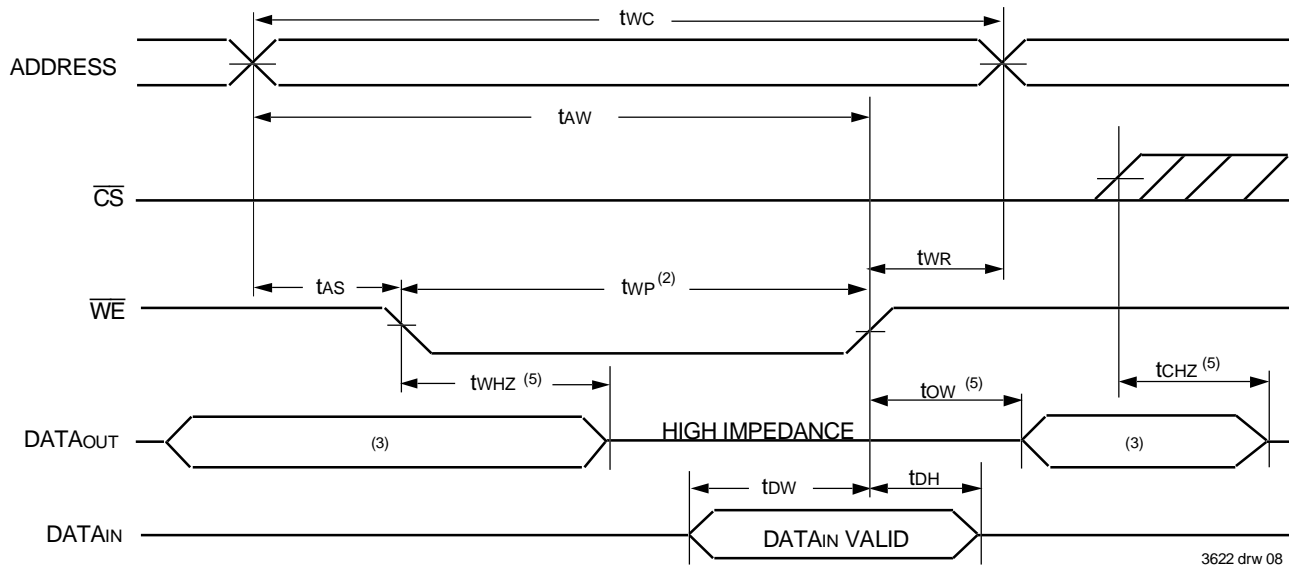 tWC
ADDRESS
tAW
CS
tWR
tAS
tWP (2)
WE
tWHZ (5)
tOW (5)
tCHZ (5)
DATAOUT
(3)
HIGH IMPEDANCE
(3)
tDW
tDH
DATAIN
DATAIN VALID
3622 drw 08